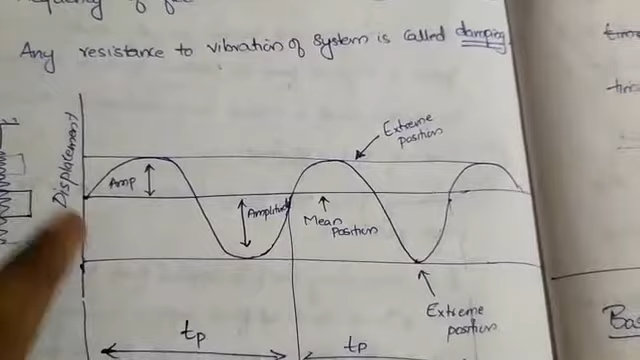 Any resistance to vibration of system is called damping
Displacement
Extreme
position
Amp
Amplitude
Mean
Position
Extreme
position
tp
tp